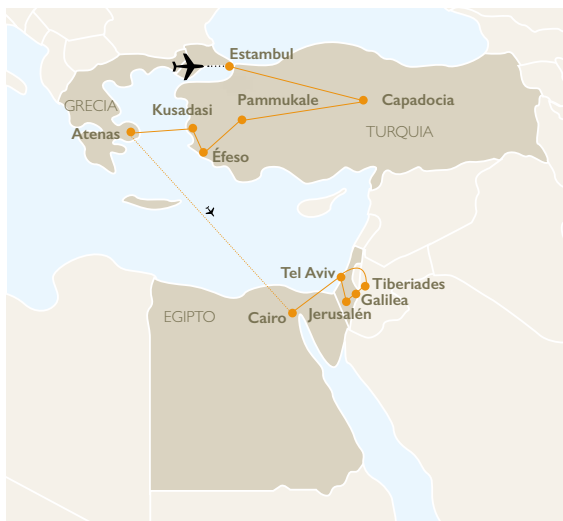 Estambul
GRECIA
Kusadasi
Pammukale
Capadocia
Atenas
TURQUIA
Éfeso
Tel Aviv
Tiberiades
Galilea
EGIPTO
Cairo
Jerusalén